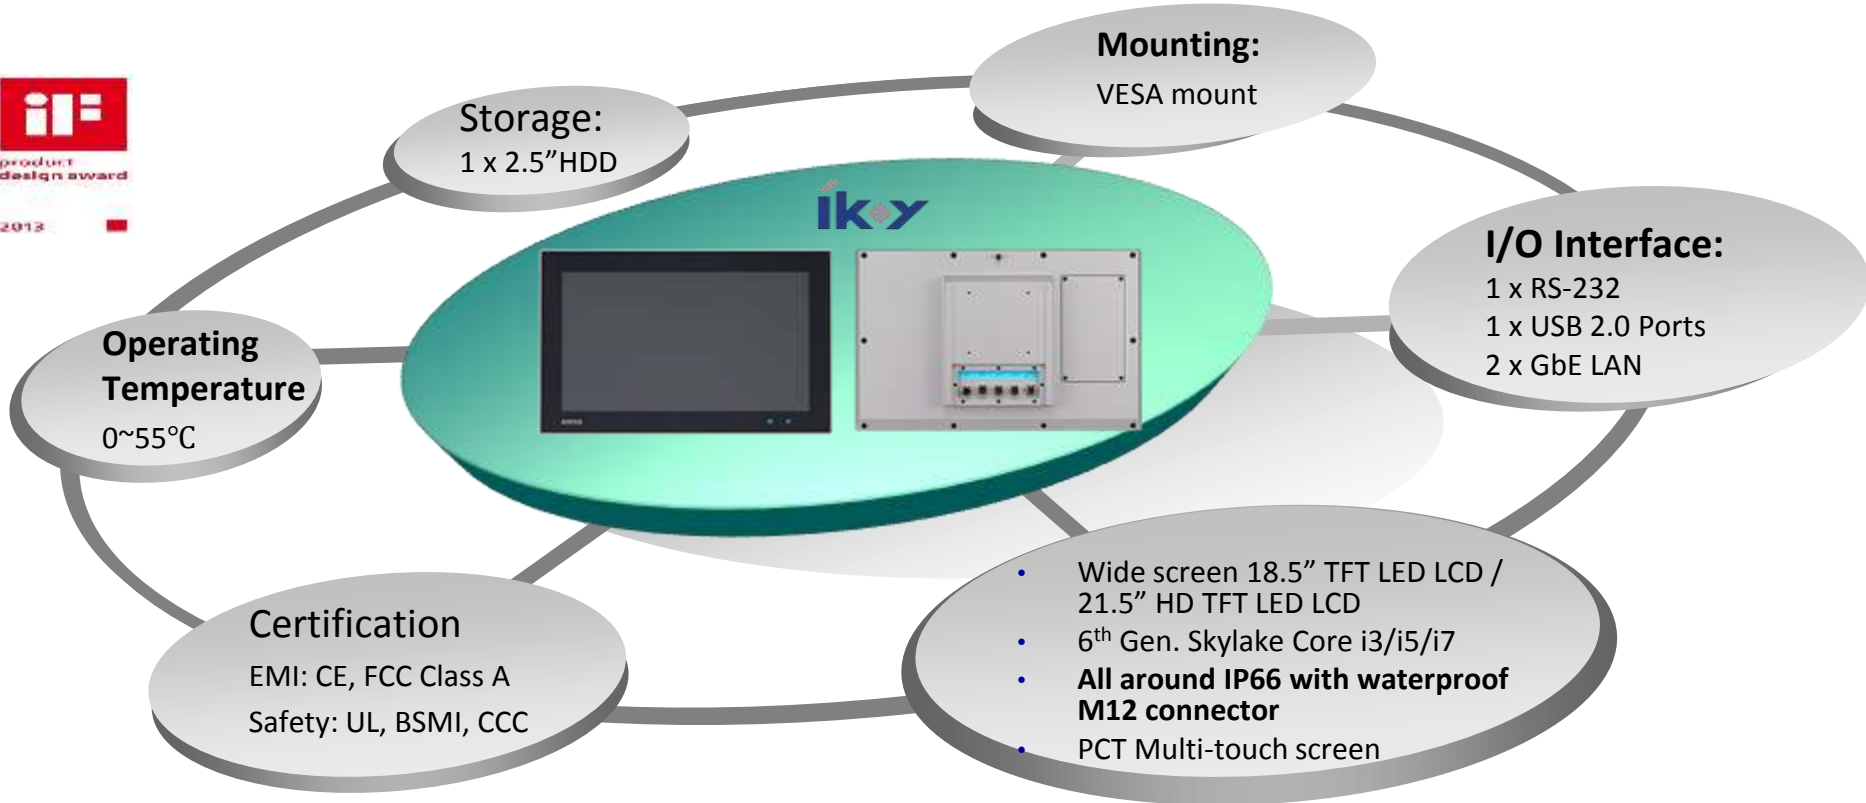 iF
product
design award
2013
Storage:
1 x 2.5”HDD
Mounting:
VESA mount
ikey
I/O Interface:
1 x RS-232
1 x USB 2.0 Ports
2 x GbE LAN
Operating
Temperature
0~55℃
Certification
EMI: CE, FCC Class A
Safety: UL, BSMI, CCC
• Wide screen 18.5” TFT LED LCD /
21.5” HD TFT LED LCD
• 6th Gen. Skylake Core i3/i5/i7
• All around IP66 with waterproof
M12 connector
• PCT Multi-touch screen